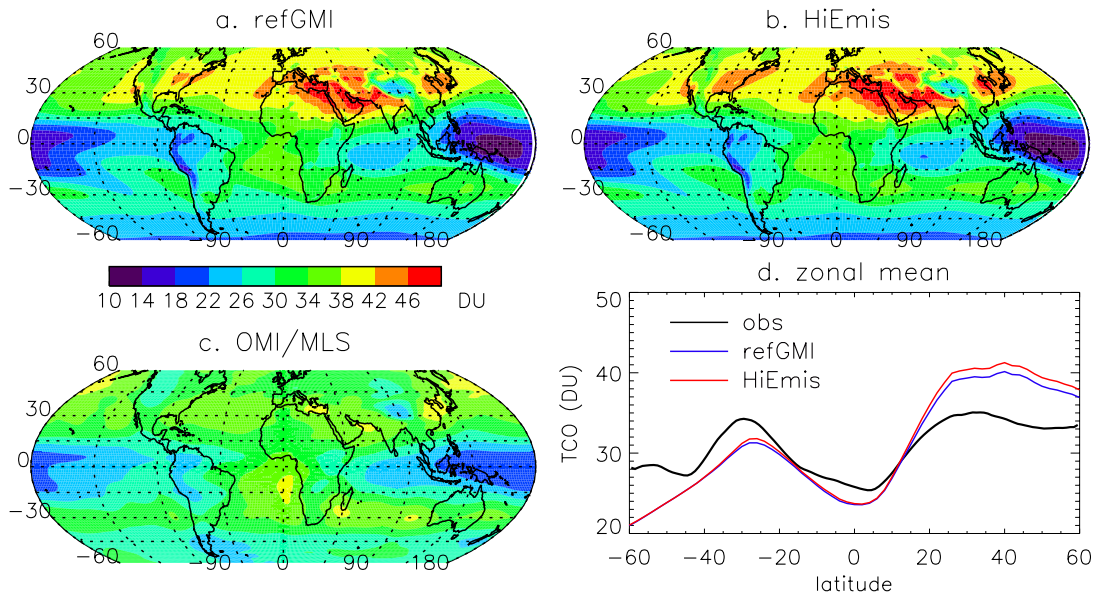 a. refGMI
60
30
0
−30
−60
−90
0
90
180
b. HiEmis
60
30
0
−30
−60
−90
0
90
180
10 14 18 22 26 30 34 38 42 46 DU
c. OMI/MLS
60
30
0
−30
−60
−90
0
90
180
d. zonal mean
50
40
30
20
TCO (DU)
obs
refGMI
HiEmis
−60 −40 −20 0 20 40 60
latitude